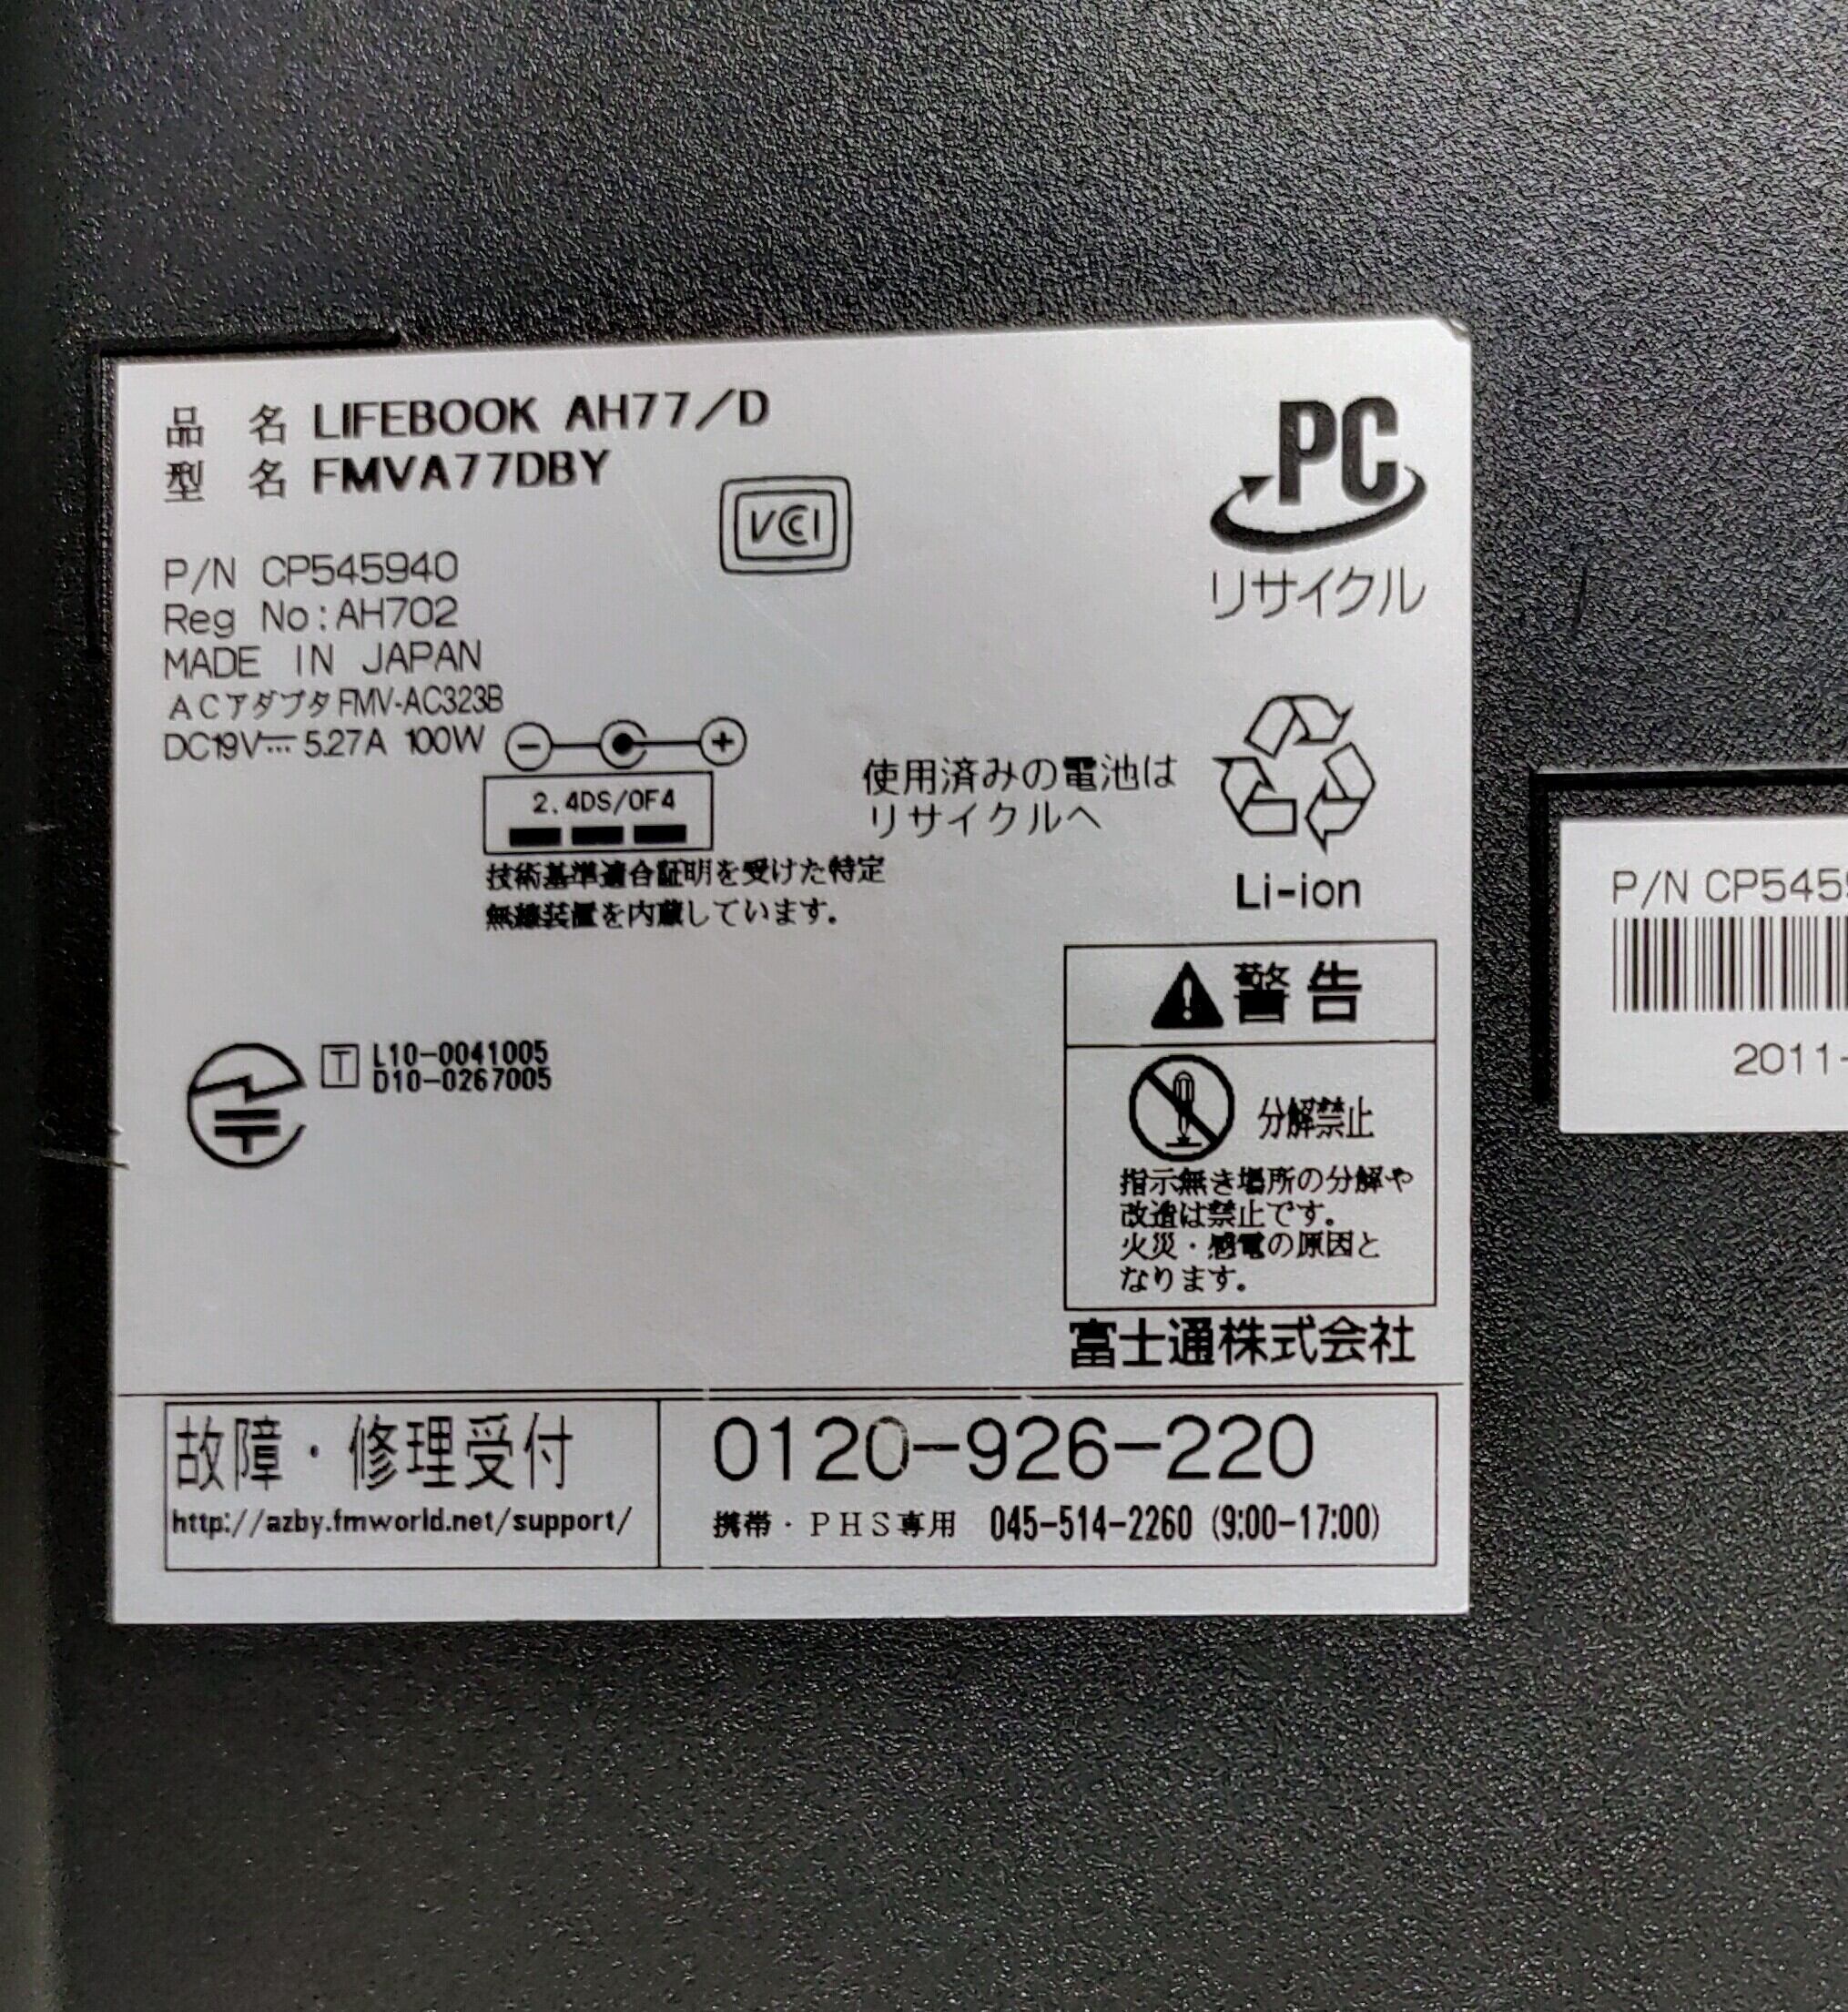 品 名 LIFEBOOK AH77/D
型 名 FMVA77DBY
VCCI
PC
リサイクル
P/N CP545940
Reg No:AH702
MADE IN JAPAN
ACアダプタ FMV-AC323B
DC19V⎓ 5.27A 100W
2.4DS/OF4
技術基準適合証明を受けた特定
無線装置を内蔵しています。
使用済みの電池は
リサイクルへ
Li-ion
T L10-0041005
D10-0267005
警告
分解禁止
指示無き場所の分解や
改造は禁止です。
火災・感電の原因と
なります。
富士通株式会社
故障・修理受付
http://azby.fmworld.net/support/
0120-926-220
携帯・PHS専用 045-514-2260 (9:00-17:00)
P/N CP545
2011-